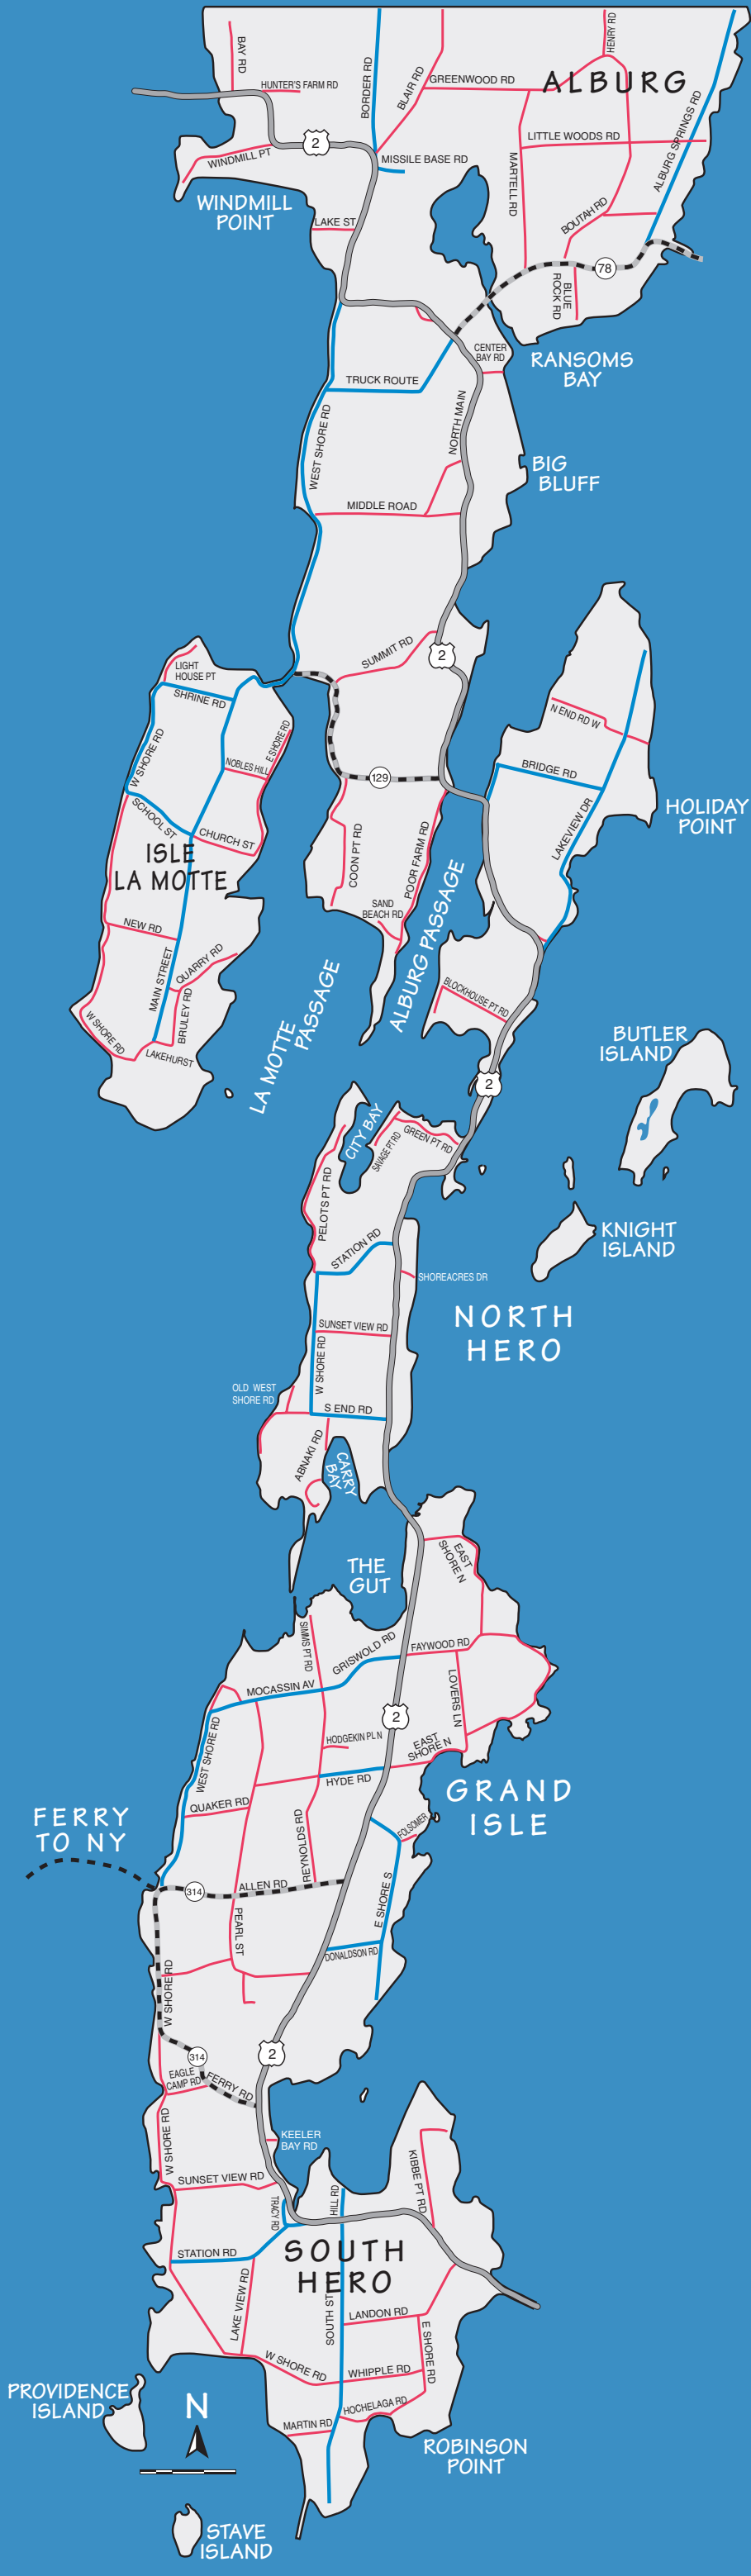 BAY RD
HUNTER'S FARM RD
BORDER RD
BLAIR RD
GREENWOOD RD
HENRY RD
ALBURG
2
WINDMILL PT
MISSILE BASE RD
MARTELL RD
LITTLE WOODS RD
ALBURG SPRINGS RD
WINDMILL
POINT
LAKE ST
BOUTAH RD
78
BLUE
ROCK RD
CENTER
BAY RD
RANSOMS
BAY
TRUCK ROUTE
WEST SHORE RD
NORTH MAIN
BIG
BLUFF
MIDDLE ROAD
SUMMIT RD
2
LIGHT
HOUSE PT
SHRINE RD
W SHORE RD
E SHORE RD
NOBLES HILL
SCHOOL ST
CHURCH ST
ISLE
LA MOTTE
NEW RD
MAIN STREET
QUARRY RD
BRULEY RD
W SHORE RD
LAKEHURST
129
COON PT RD
POOR FARM RD
SAND
BEACH RD
N END RD W
BRIDGE RD
LAKEVIEW DR
HOLIDAY
POINT
ALBURG PASSAGE
LA MOTTE
PASSAGE
BLOCKHOUSE PT RD
BUTLER
ISLAND
2
CITY BAY
SAVAGE PT RD
GREEN PT RD
PELOTS PT RD
KNIGHT
ISLAND
STATION RD
SHOREACRES DR
NORTH
HERO
SUNSET VIEW RD
W SHORE RD
OLD WEST
SHORE RD
S END RD
ABNAKI RD
CARRY
BAY
THE
GUT
EAST
SHORE N
SIMMS PT RD
GRISWOLD RD
FAYWOOD RD
MOCASSIN AV
LOVERS LN
2
WEST SHORE RD
HODGEKIN PL N
EAST
SHORE N
HYDE RD
GRAND
ISLE
QUAKER RD
REYNOLDS RD
FOLSOMER
FERRY
TO NY
314
ALLEN RD
E SHORE S
PEARL ST
DONALDSON RD
W SHORE RD
314
2
EAGLE
CAMP RD
FERRY RD
W SHORE RD
KEELER
BAY RD
SUNSET VIEW RD
TRACY RD
HILL RD
KIBBE PT RD
STATION RD
SOUTH
HERO
LAKE VIEW RD
SOUTH ST
LANDON RD
E SHORE RD
W SHORE RD
WHIPPLE RD
HOCHELAGA RD
MARTIN RD
PROVIDENCE
ISLAND
N
ROBINSON
POINT
STAVE
ISLAND